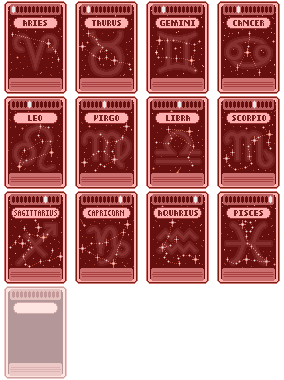 ARIES
TAURUS
GEMINI
CANCER
LEO
VIRGO
LIBRA
SCORPIO
SAGITTARIUS
CAPRICORN
AQUARIUS
PISCES